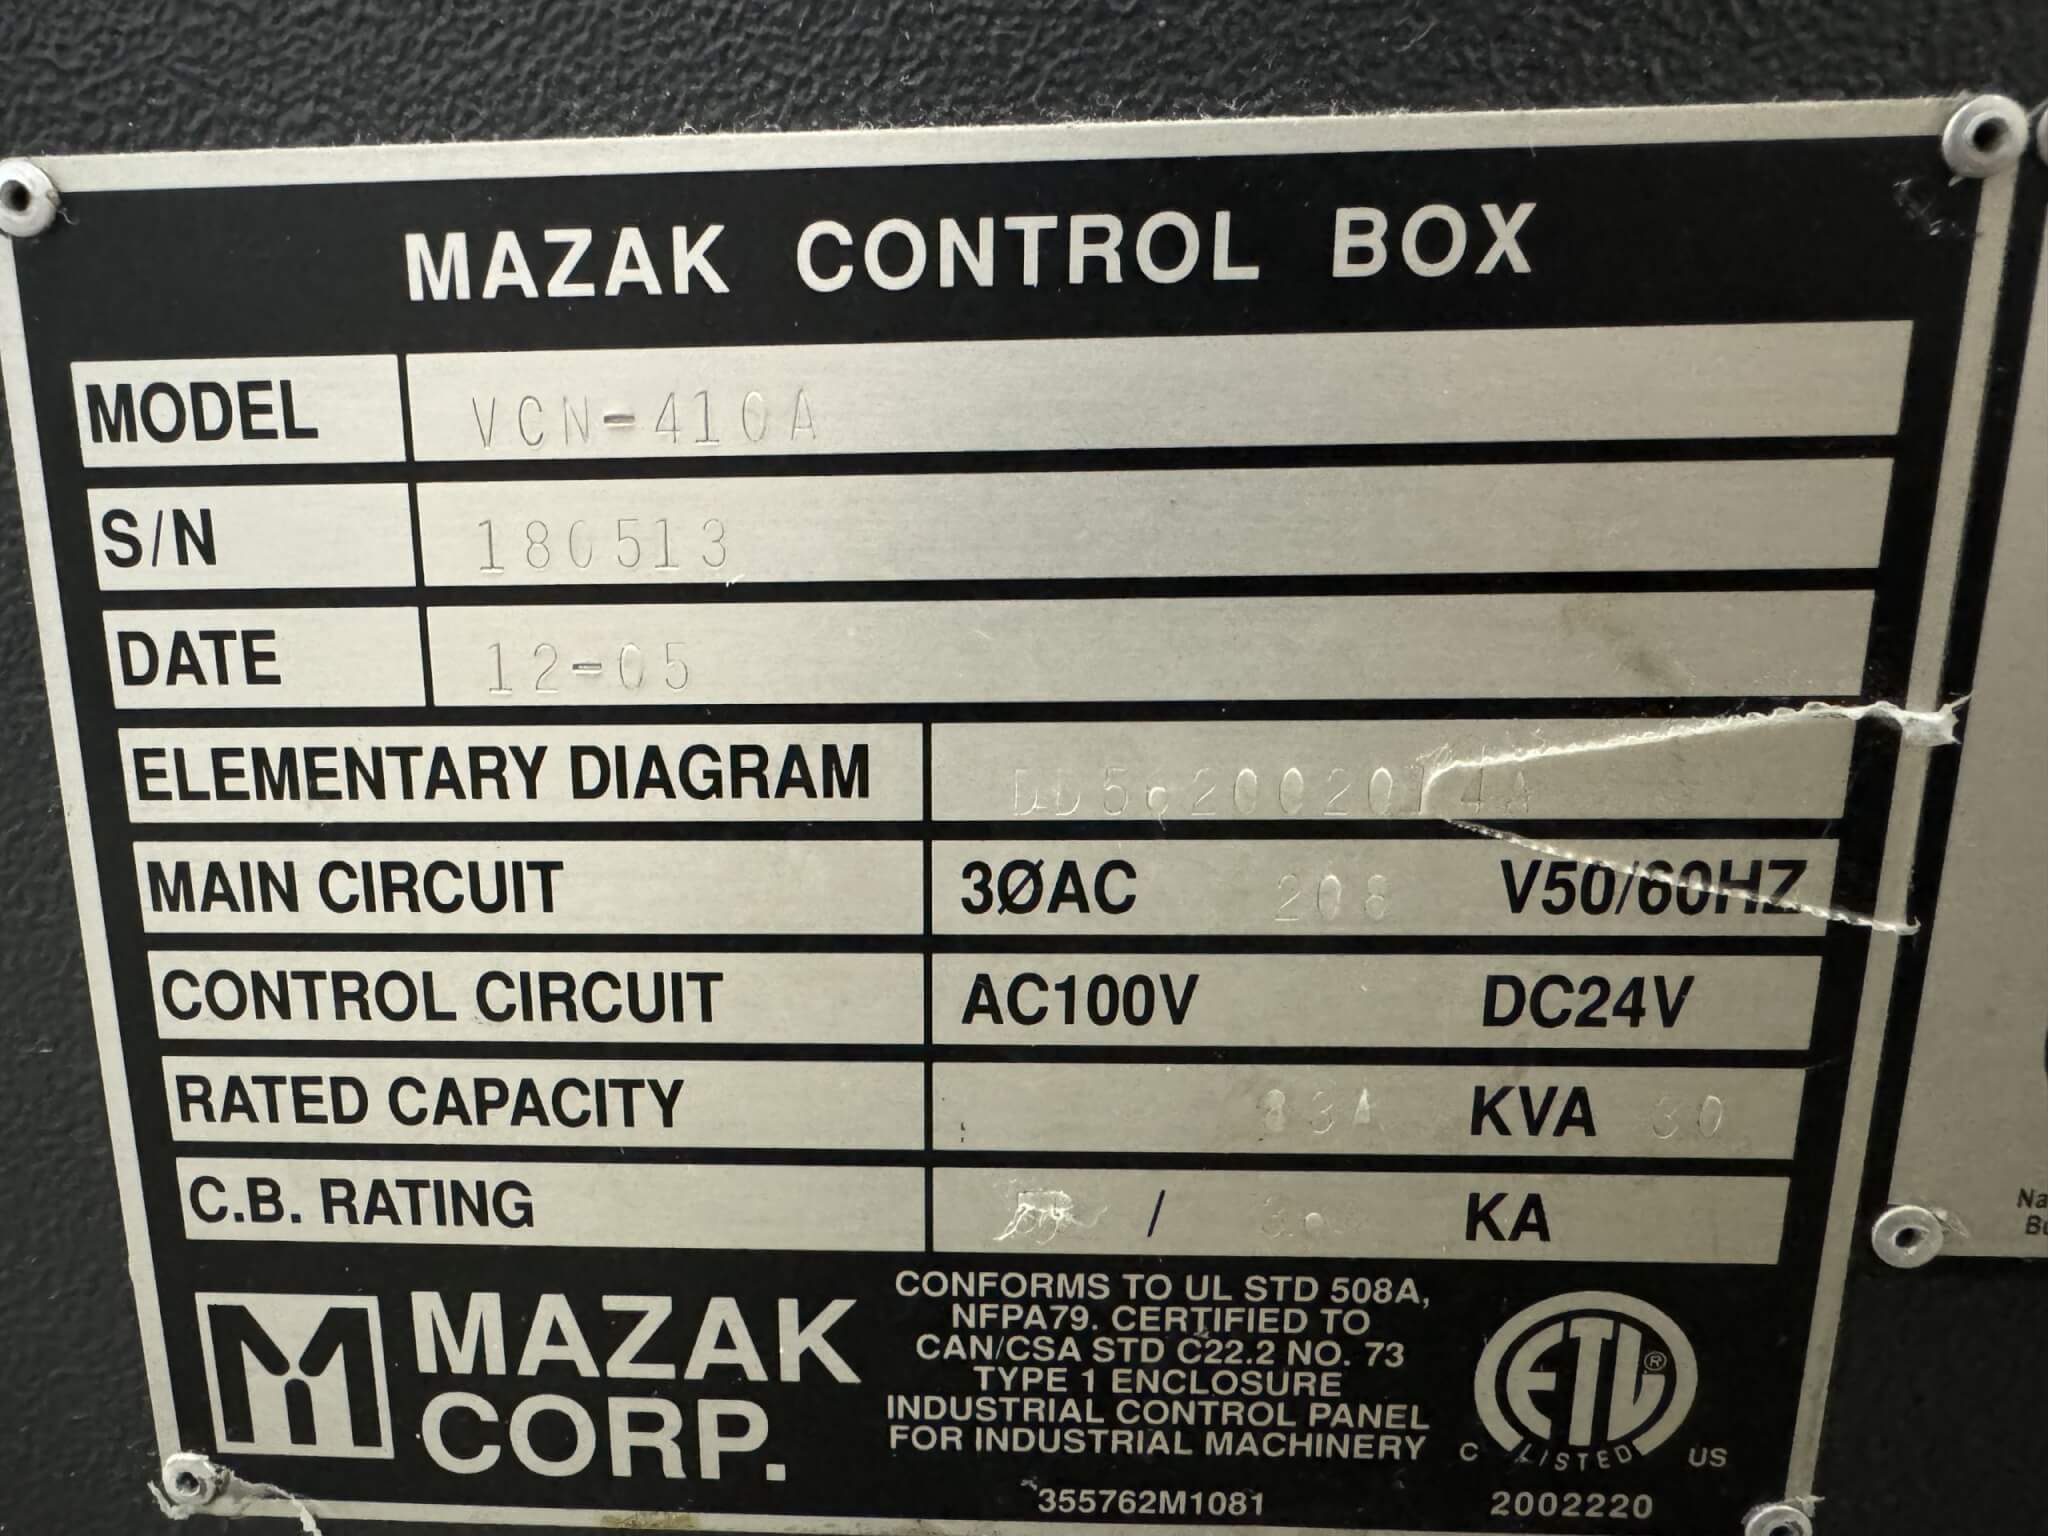 MAZAK CONTROL BOX
MODEL VCN-410A
S/N 180513
DATE 12-05
ELEMENTARY DIAGRAM
MAIN CIRCUIT 3ØAC 208 V50/60HZ
CONTROL CIRCUIT AC100V DC24V
RATED CAPACITY 83A KVA 30
C.B. RATING / KA
MAZAK
CORP.
CONFORMS TO UL STD 508A,
NFPA79. CERTIFIED TO
CAN/CSA STD C22.2 NO. 73
TYPE 1 ENCLOSURE
INDUSTRIAL CONTROL PANEL
FOR INDUSTRIAL MACHINERY
355762M1081
ETL ®
C LISTED US
2002220